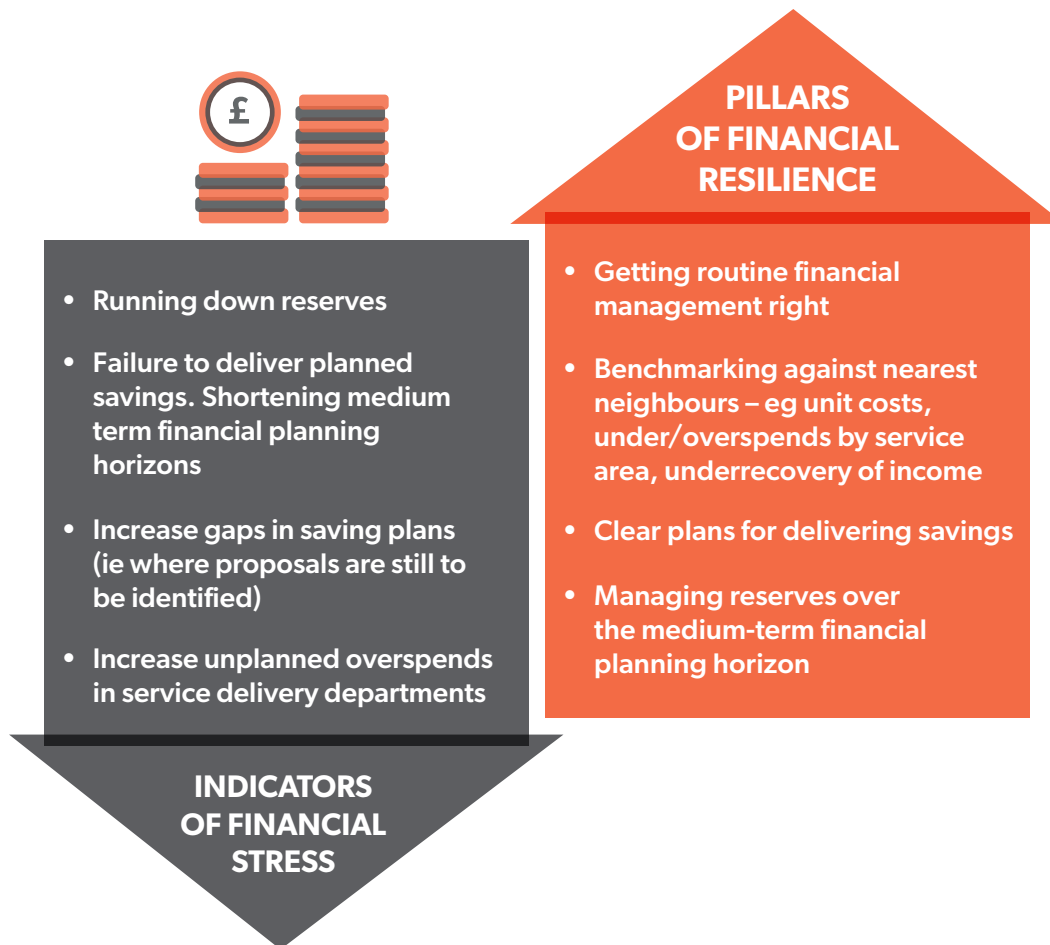 £
• Running down reserves
• Failure to deliver planned
savings. Shortening medium
term financial planning
horizons
• Increase gaps in saving plans
(ie where proposals are still to
be identified)
• Increase unplanned overspends
in service delivery departments
INDICATORS
OF FINANCIAL
STRESS
PILLARS
OF FINANCIAL
RESILIENCE
• Getting routine financial
management right
• Benchmarking against nearest
neighbours – eg unit costs,
under/overspends by service
area, underrecovery of income
• Clear plans for delivering savings
• Managing reserves over
the medium-term financial
planning horizon